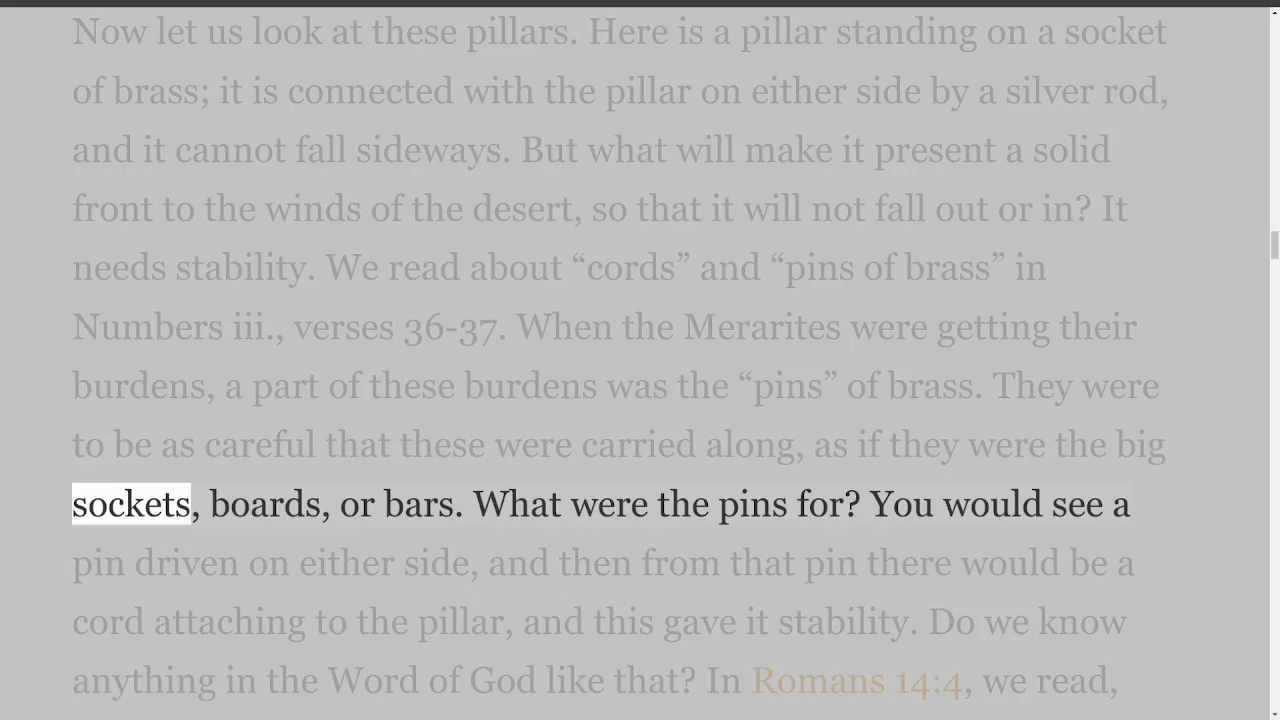 Now let us look at these pillars. Here is a pillar standing on a socket
of brass; it is connected with the pillar on either side by a silver rod,
and it cannot fall sideways. But what will make it present a solid
front to the winds of the desert, so that it will not fall out or in? It
needs stability. We read about “cords” and “pins of brass” in
Numbers iii., verses 36-37. When the Merarites were getting their
burdens, a part of these burdens was the “pins” of brass. They were
to be as careful that these were carried along, as if they were the big
sockets, boards, or bars. What were the pins for? You would see a
pin driven on either side, and then from that pin there would be a
cord attaching to the pillar, and this gave it stability. Do we know
anything in the Word of God like that? In Romans 14:4, we read,